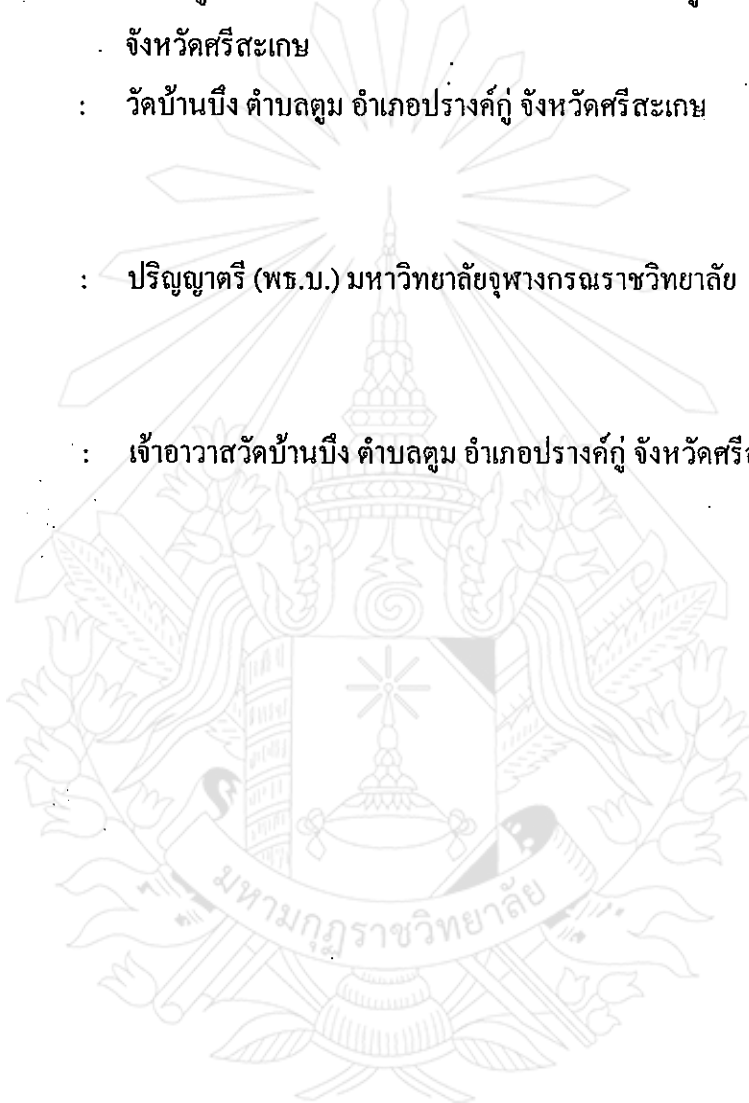 จังหวัดศรีสะเกษ
: วัดบ้านบึง ตำบลตูม อำเภอปรางค์กู่ จังหวัดศรีสะเกษ
: ปริญญาตรี (พธ.บ.) มหาวิทยาลัยจุฬางกรณราชวิทยาลัย
: เจ้าอาวาสวัดบ้านบึง ตำบลตูม อำเภอปรางค์กู่ จังหวัดศรี
มหามกุฏราชวิทยาลัย